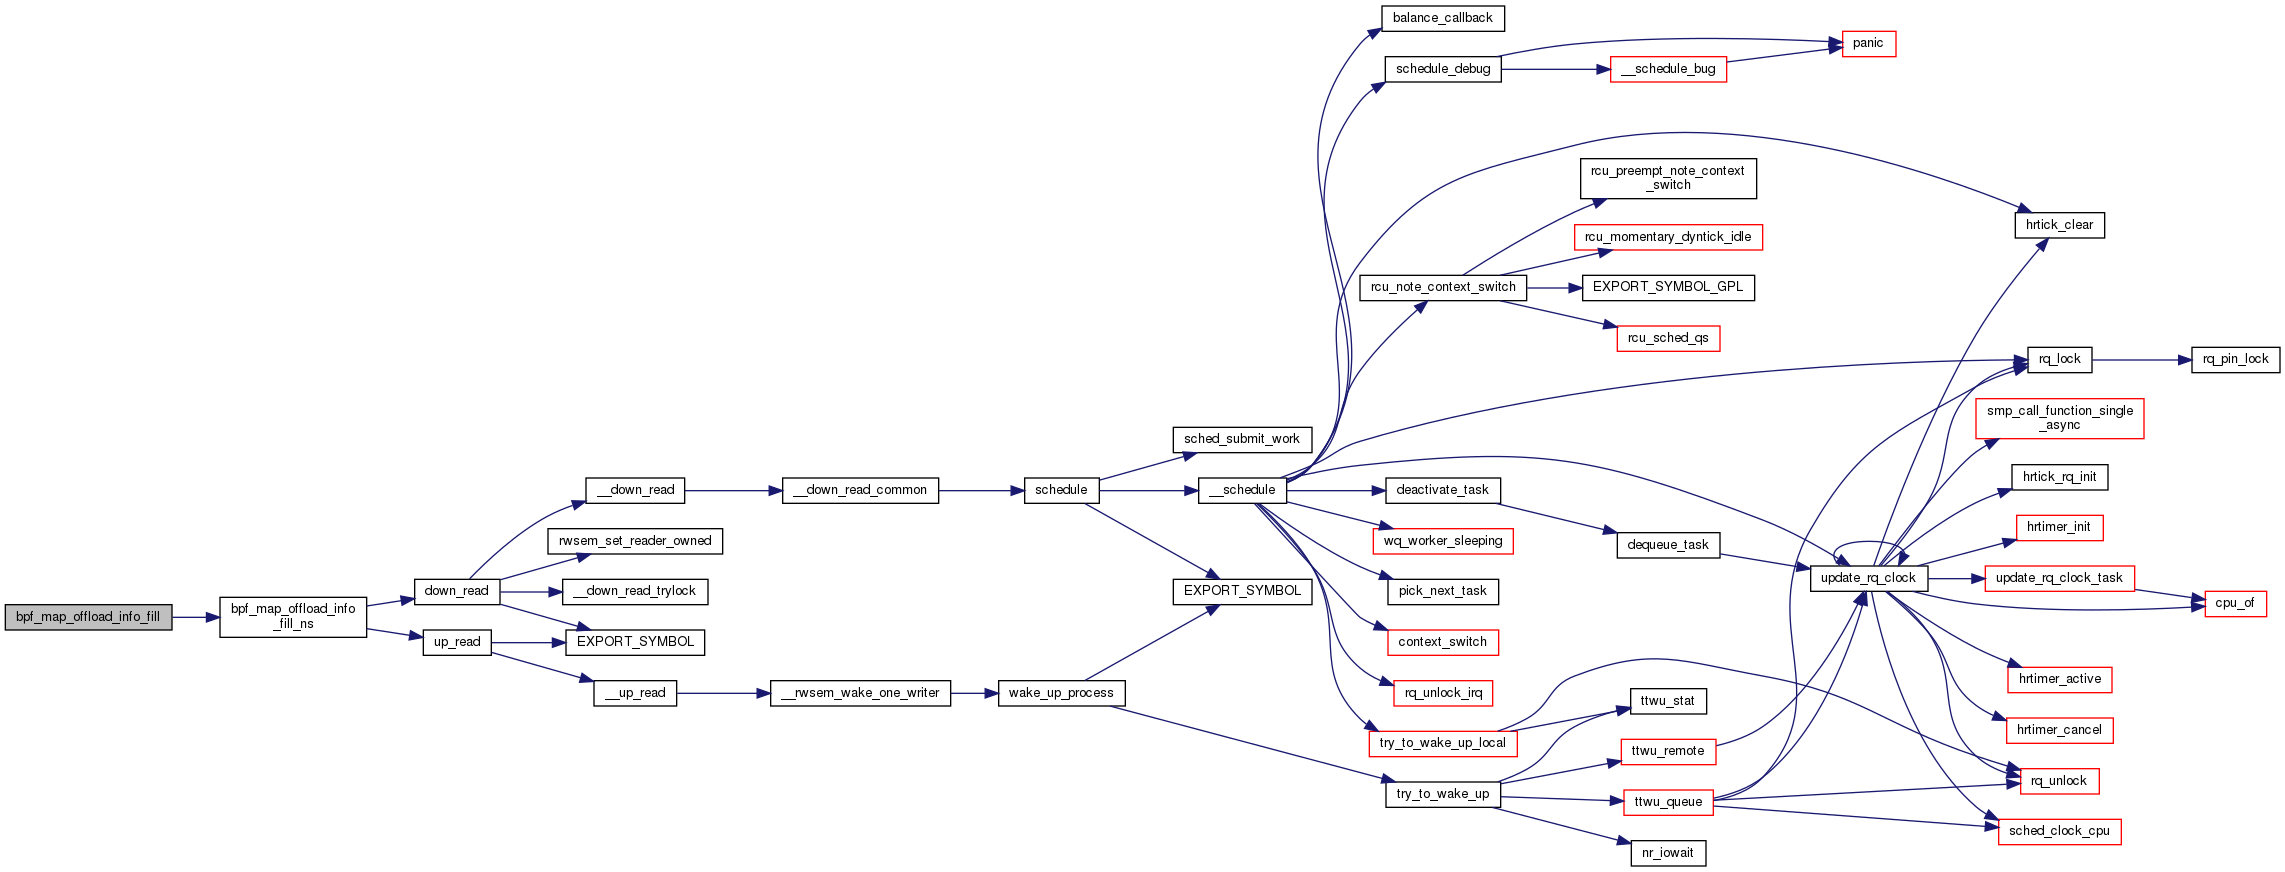 balance_callback
panic
schedule_debug
__schedule_bug
rcu_preempt_note_context
_switch
hrtick_clear
rcu_momentary_dyntick_idle
rcu_note_context_switch
EXPORT_SYMBOL_GPL
rcu_sched_qs
rq_lock
rq_pin_lock
smp_call_function_single
_async
sched_submit_work
hrtick_rq_init
__down_read
__down_read_common
schedule
__schedule
deactivate_task
hrtimer_init
rwsem_set_reader_owned
wq_worker_sleeping
dequeue_task
update_rq_clock
update_rq_clock_task
down_read
__down_read_trylock
EXPORT_SYMBOL
pick_next_task
cpu_of
bpf_map_offload_info_fill
bpf_map_offload_info
_fill_ns
up_read
EXPORT_SYMBOL
context_switch
hrtimer_active
__up_read
__rwsem_wake_one_writer
wake_up_process
rq_unlock_irq
ttwu_stat
hrtimer_cancel
try_to_wake_up_local
ttwu_remote
rq_unlock
try_to_wake_up
ttwu_queue
sched_clock_cpu
nr_iowait